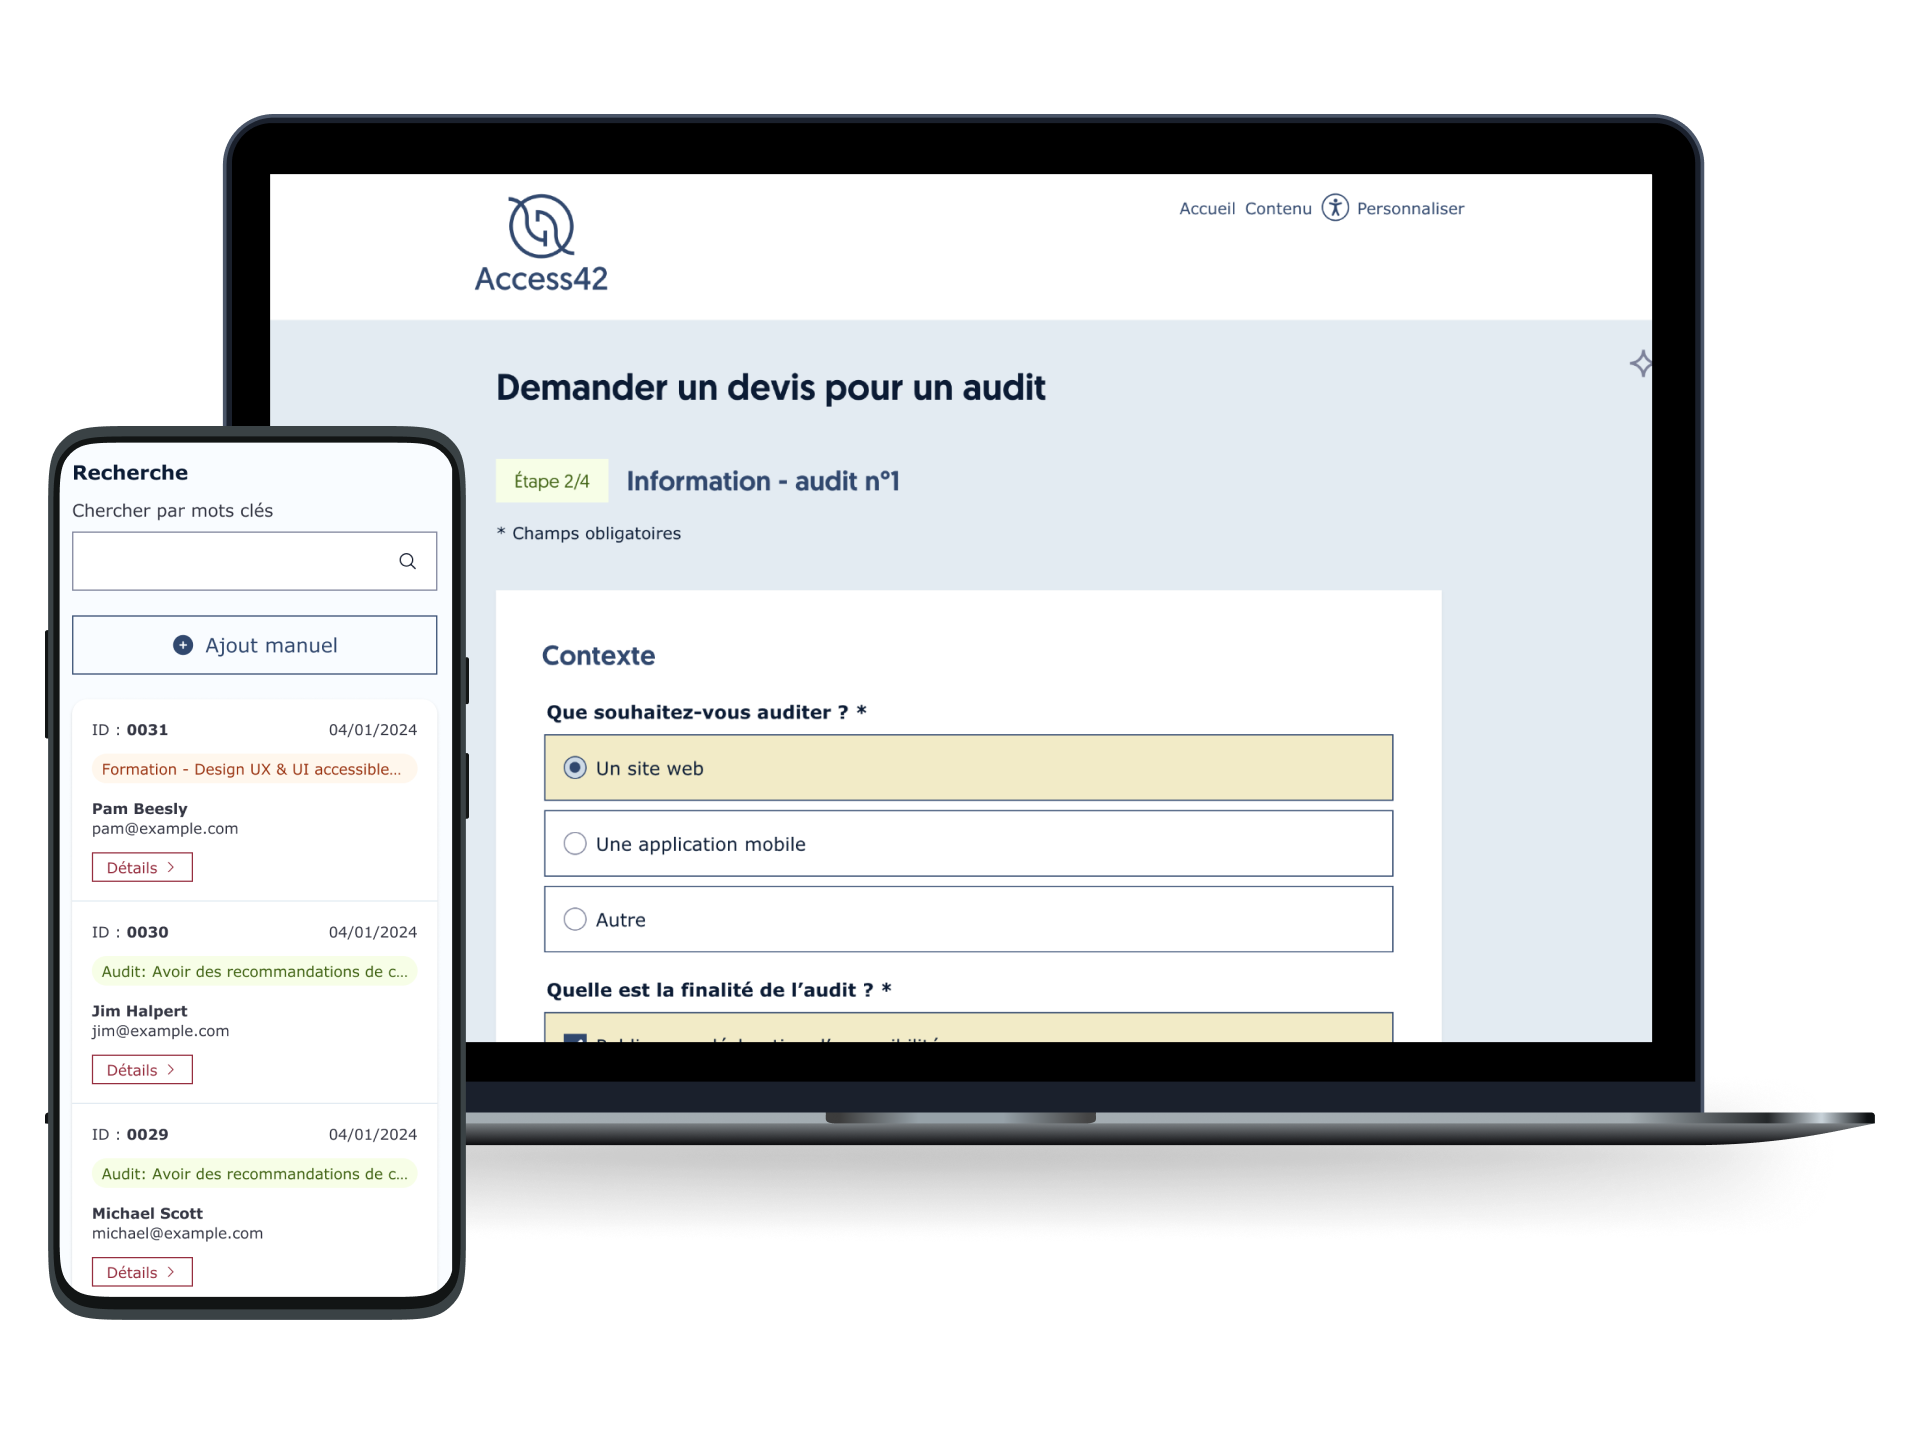 Access42
Accueil Contenu Personnaliser
Demander un devis pour un audit
Étape 2/4 Information - audit n°1
* Champs obligatoires
Contexte
Que souhaitez-vous auditer ? *
Un site web
Une application mobile
Autre
Quelle est la finalité de l’audit ? *
Recherche
Chercher par mots clés
Ajout manuel
ID : 0031 04/01/2024
Formation - Design UX & UI accessible...
Pam Beesly
pam@example.com
Détails
ID : 0030 04/01/2024
Audit: Avoir des recommandations de c...
Jim Halpert
jim@example.com
Détails
ID : 0029 04/01/2024
Audit: Avoir des recommandations de c...
Michael Scott
michael@example.com
Détails